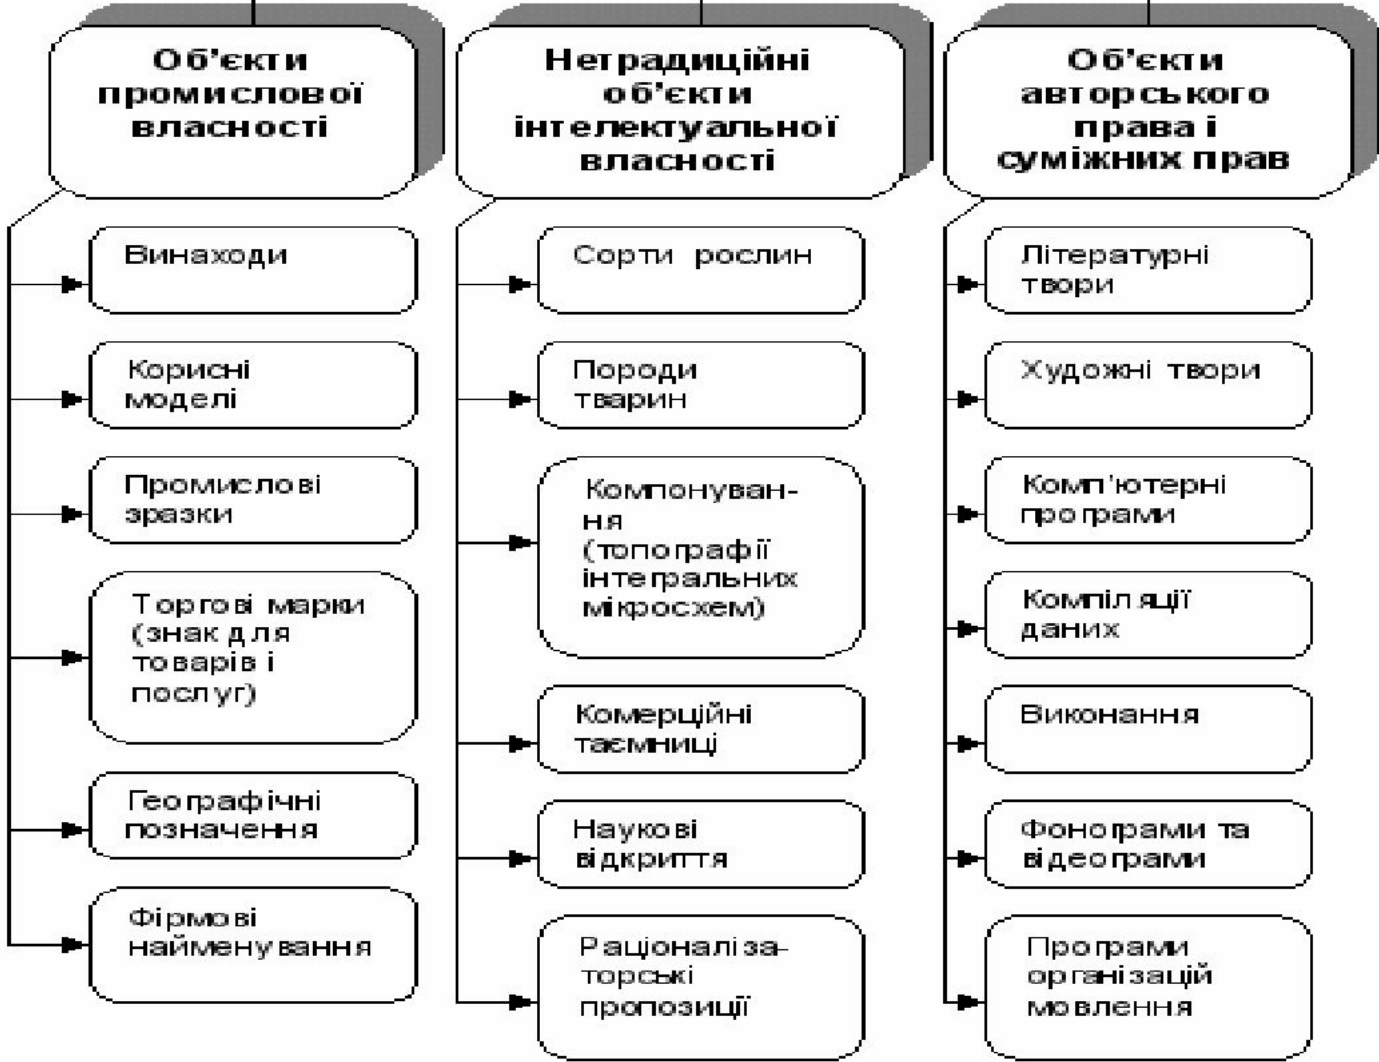 Об'єкти
промислової
власності
Винаходи
Корисні
моделі
Промислові
зразки
Торгові марки
(знак для
товарів і
послуг)
Географічні
позначення
Фірмові
найменування
Нетрадиційні
об'єкти
інтелектуальної
власності
Сорти рослин
Породи
тварин
Компонуван-
ня
(топографії
інтегральних
мікросхем)
Комерційні
таємниці
Наукові
відкриття
Раціоналіза-
торські
пропозиції
Об'єкти
авторського
права і
суміжних прав
Літературні
твори
Художні твори
Комп'ютерні
програми
Компіляції
даних
Виконання
Фонограми та
відеограми
Програми
організацій
мовлення